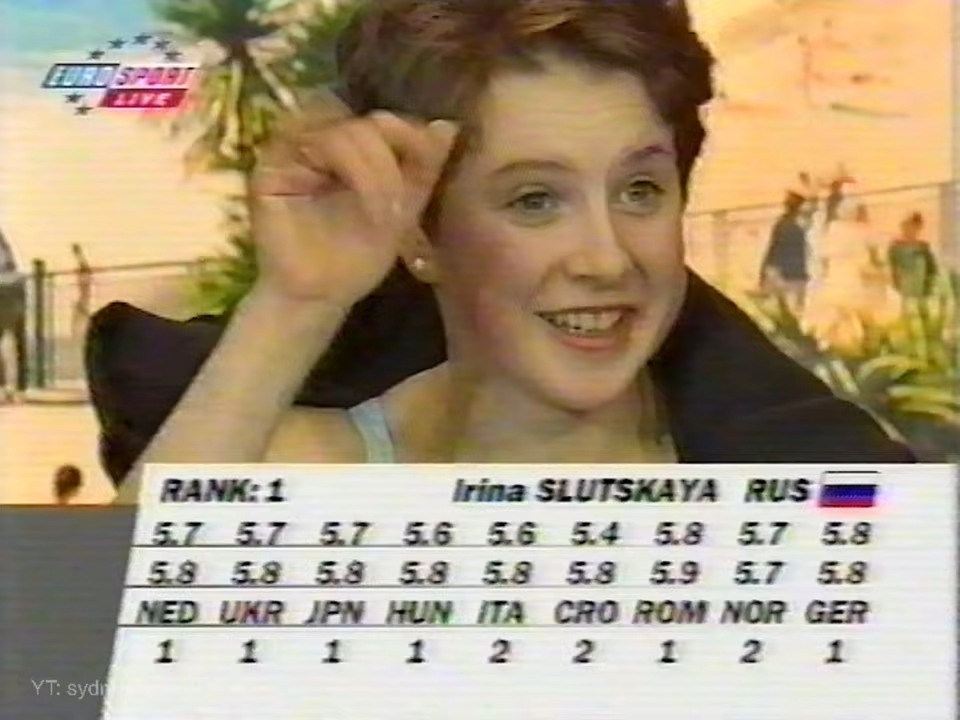 EUROSPORT
LIVE
RANK: 1 Irina SLUTSKAYA RUS
5.7 5.7 5.7 5.6 5.6 5.4 5.8 5.7 5.8
5.8 5.8 5.8 5.8 5.8 5.8 5.9 5.7 5.8
NED UKR JPN HUN ITA CRO ROM NOR GER
1 1 1 1 2 2 1 2 1
YT: